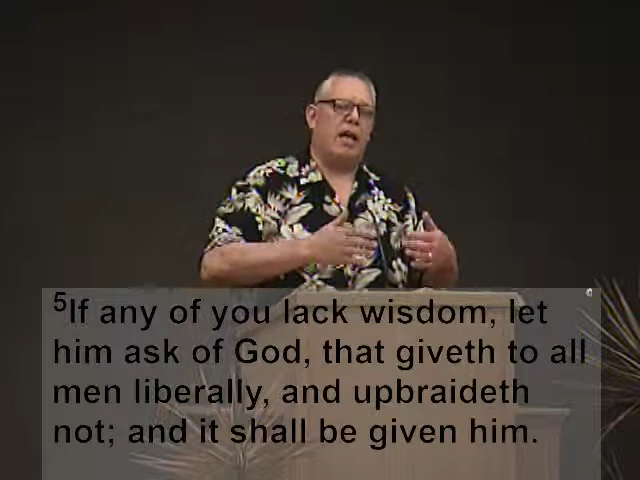 5If any of you lack wisdom, let
him ask of God, that giveth to all
men liberally, and upbraideth
not; and it shall be given him.